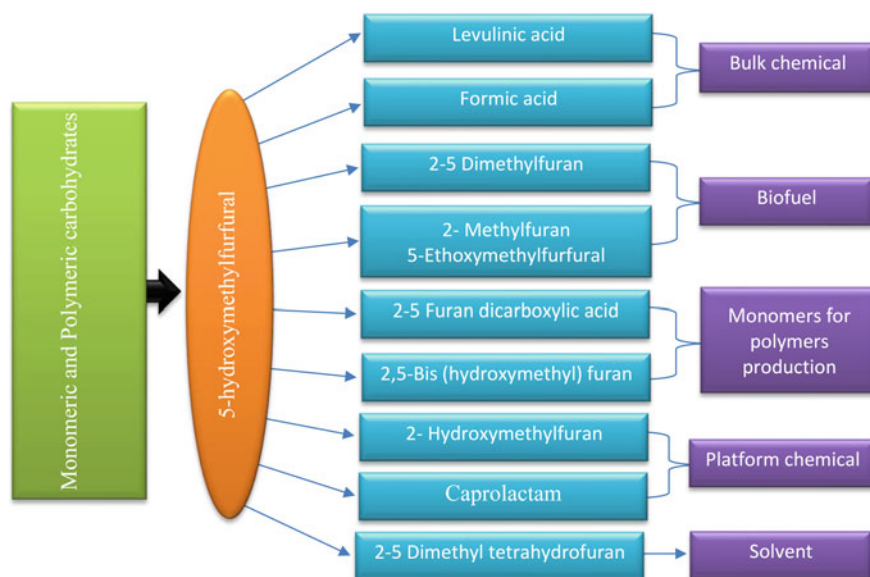 Monomeric and Polymeric carbohydrates
5-hydroxymethylfurfural
Levulinic acid
Formic acid
Bulk chemical
2-5 Dimethylfuran
2- Methylfuran
5-Ethoxymethylfurfural
Biofuel
2-5 Furan dicarboxylic acid
2,5-Bis (hydroxymethyl) furan
Monomers for
polymers
production
2- Hydroxymethylfuran
Caprolactam
Platform chemical
2-5 Dimethyl tetrahydrofuran
Solvent